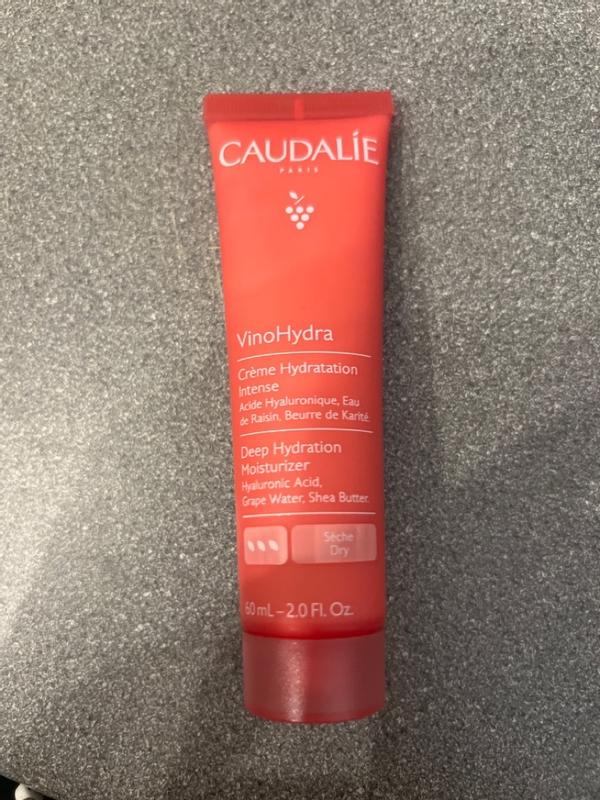 CAUDALÍE
PARIS
VinoHydra
Crème Hydratation
Intense
Acide Hyaluronique, Eau
de Raisin, Beurre de Karité.
Deep Hydration
Moisturizer
Hyaluronic Acid,
Grape Water, Shea Butter.
Sèche
Dry
60 mL – 2.0 Fl. Oz.